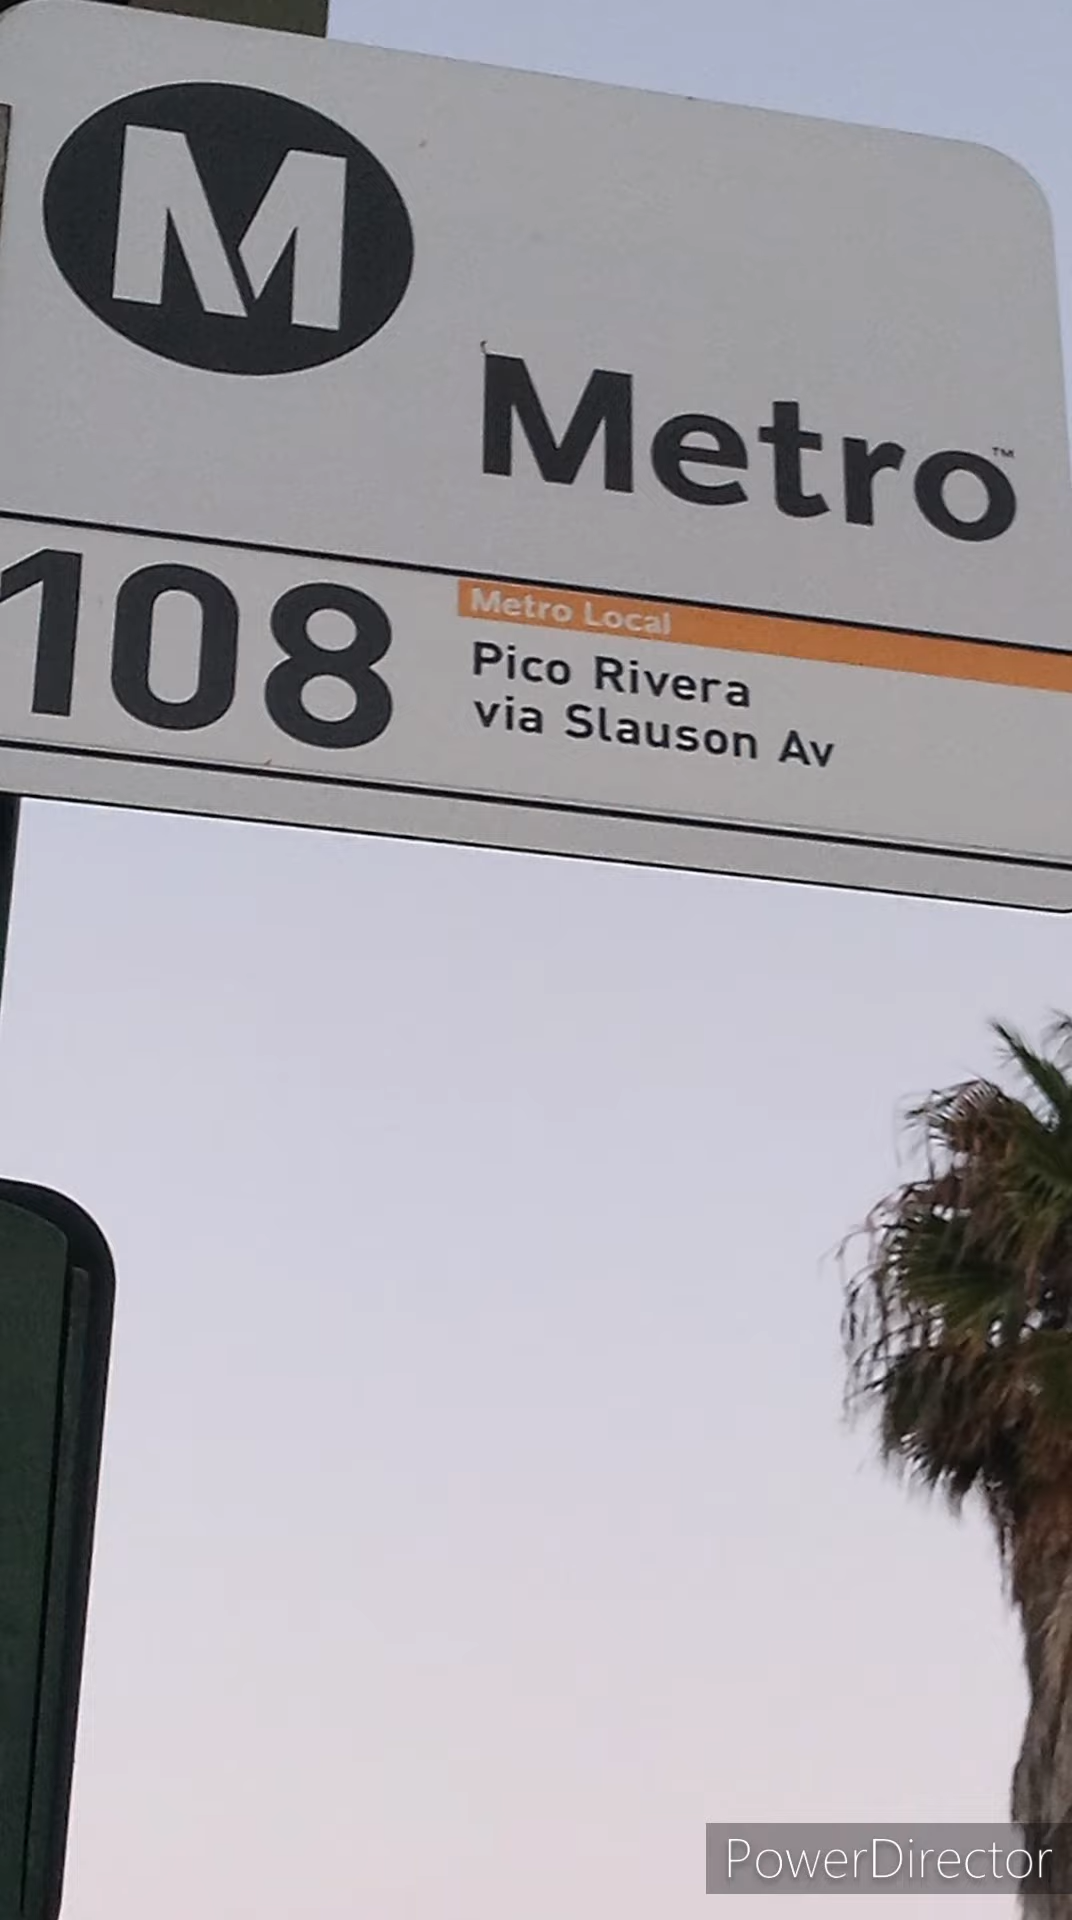 M
Metro™
108
Metro Local
Pico Rivera
via Slauson Av
PowerDirector